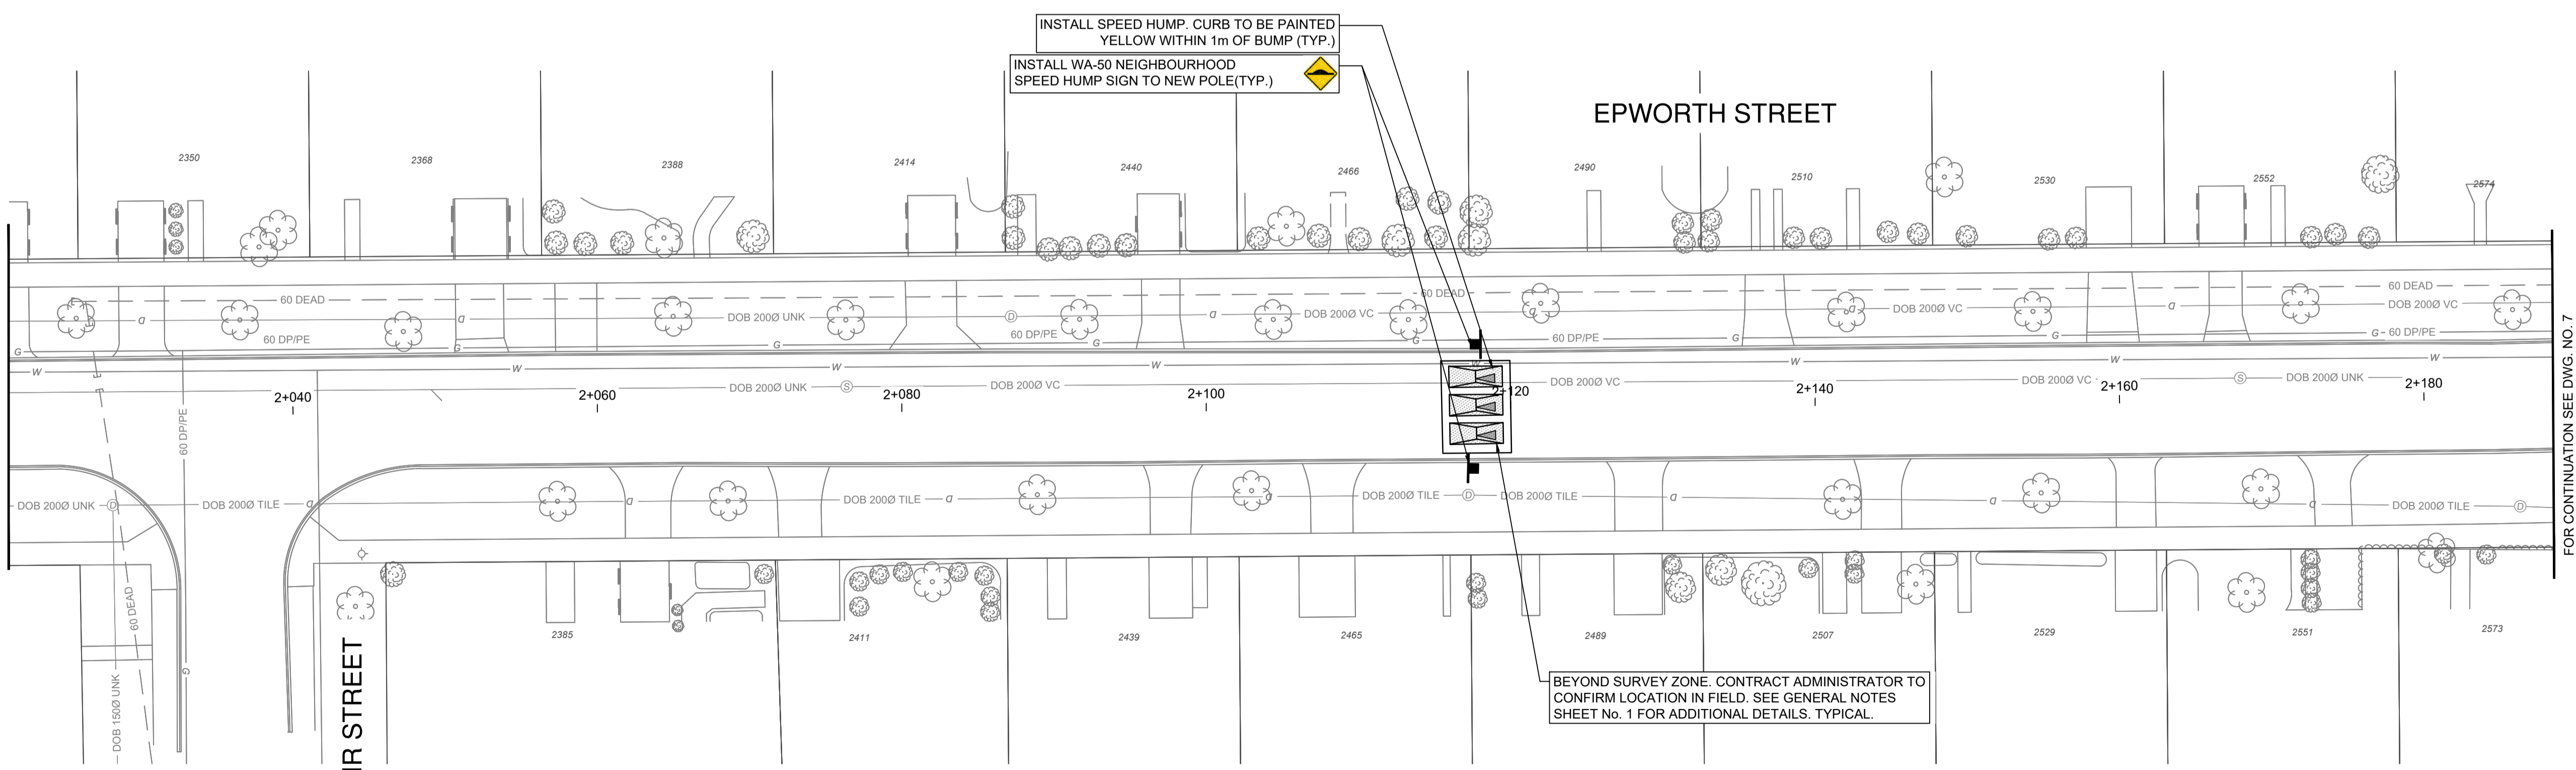 INSTALL SPEED HUMP. CURB TO BE PAINTED
YELLOW WITHIN 1m OF BUMP (TYP.)
INSTALL WA-50 NEIGHBOURHOOD
SPEED HUMP SIGN TO NEW POLE(TYP.)
EPWORTH STREET
2350
2368
2388
2414
2440
2466
2490
2510
2530
2552
2574
60 DEAD
60 DEAD
60 DEAD
DOB 200Ø UNK
D
DOB 200Ø VC
DOB 200Ø VC
DOB 200Ø VC
60 DP/PE
60 DP/PE
60 DP/PE
60 DP/PE
G
G
G
G
G
G
G
G
W
W
W
W
W
W
W
W
DOB 200Ø UNK
S
DOB 200Ø VC
DOB 200Ø VC
DOB 200Ø VC
S
DOB 200Ø UNK
2+040
2+060
2+080
2+100
2+120
2+140
2+160
2+180
60 DP/PE
DOB 200Ø UNK
D
DOB 200Ø TILE
DOB 200Ø TILE
DOB 200Ø TILE
D
DOB 200Ø TILE
DOB 200Ø TILE
D
60 DEAD
DOB 150Ø UNK
G
IR STREET
2385
2411
2439
2465
2489
2507
2529
2551
2573
BEYOND SURVEY ZONE. CONTRACT ADMINISTRATOR TO
CONFIRM LOCATION IN FIELD. SEE GENERAL NOTES
SHEET No. 1 FOR ADDITIONAL DETAILS. TYPICAL.
FOR CONTINUATION SEE DWG. NO. 7